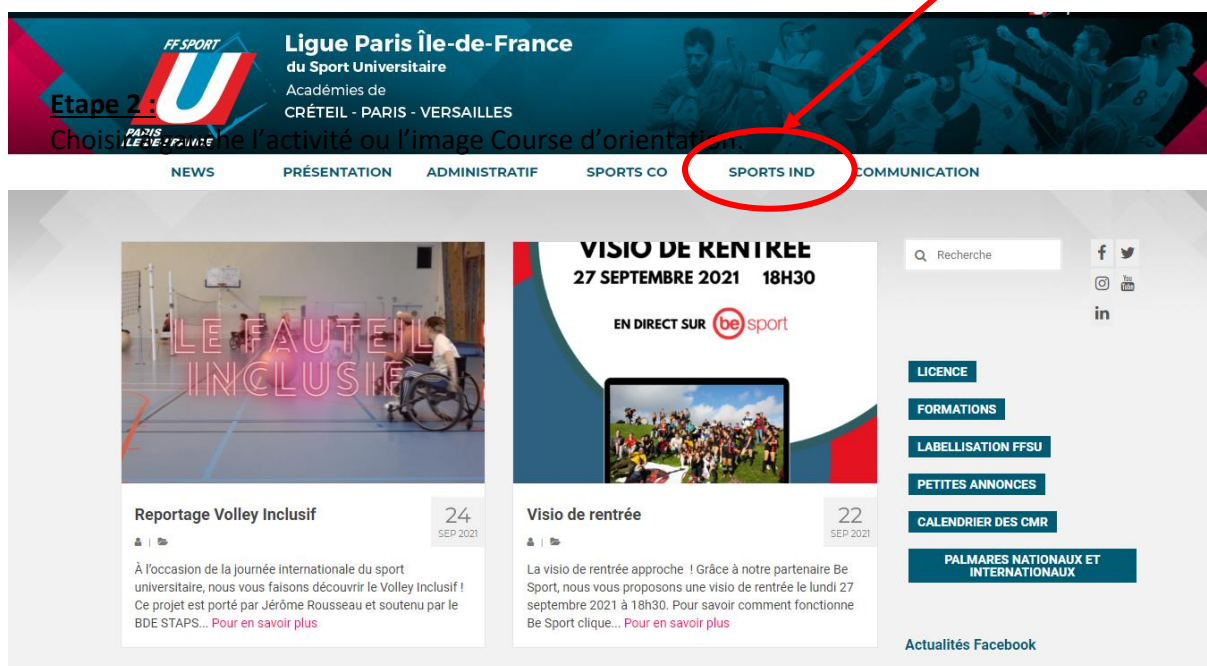 FF SPORT
U
PARIS
ILE-DE-FRANCE
Ligue Paris Île-de-France
du Sport Universitaire
Académies de
CRÉTEIL - PARIS - VERSAILLES
Etape 2 :
Choisir à gauche l'activité ou l'image Course d'orientation.
NEWS PRÉSENTATION ADMINISTRATIF SPORTS CO SPORTS IND COMMUNICATION
LE FAUTEIL
INCLUSIF
VISIO DE RENTRÉE
27 SEPTEMBRE 2021 18H30
EN DIRECT SUR be sport
Recherche
You Tube
in
LICENCE
FORMATIONS
LABELLISATION FFSU
PETITES ANNONCES
CALENDRIER DES CMR
PALMARES NATIONAUX ET
INTERNATIONAUX
Reportage Volley Inclusif
24
SEP 2021
À l'occasion de la journée internationale du sport
universitaire, nous vous faisons découvrir le Volley Inclusif !
Ce projet est porté par Jérôme Rousseau et soutenu par le
BDE STAPS... Pour en savoir plus
Visio de rentrée
22
SEP 2021
La visio de rentrée approche ! Grâce à notre partenaire Be
Sport, nous vous proposons une visio de rentrée le lundi 27
septembre 2021 à 18h30. Pour savoir comment fonctionne
Be Sport clique... Pour en savoir plus
Actualités Facebook